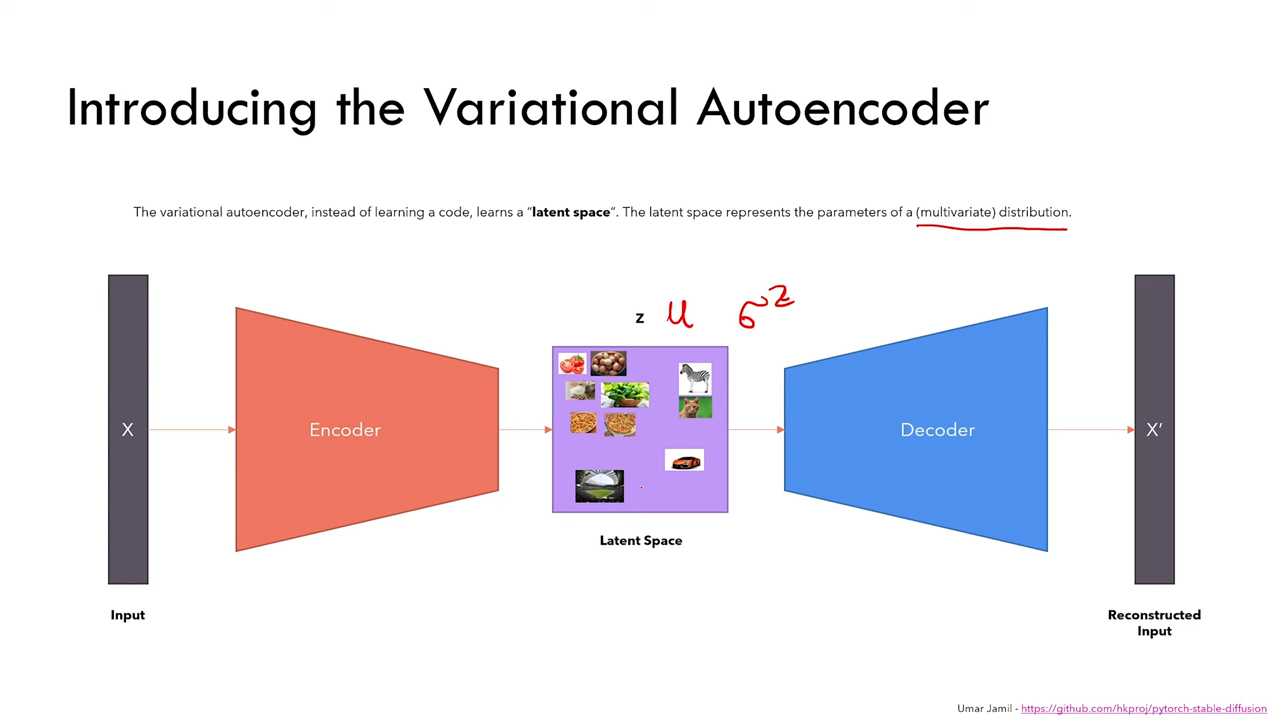 Introducing the Variational Autoencoder
The variational autoencoder, instead of learning a code, learns a “latent space”. The latent space represents the parameters of a (multivariate) distribution.
z μ σ²
X
Encoder
Decoder
X’
Latent Space
Input
Reconstructed
Input
Umar Jamil - https://github.com/hkproj/pytorch-stable-diffusion